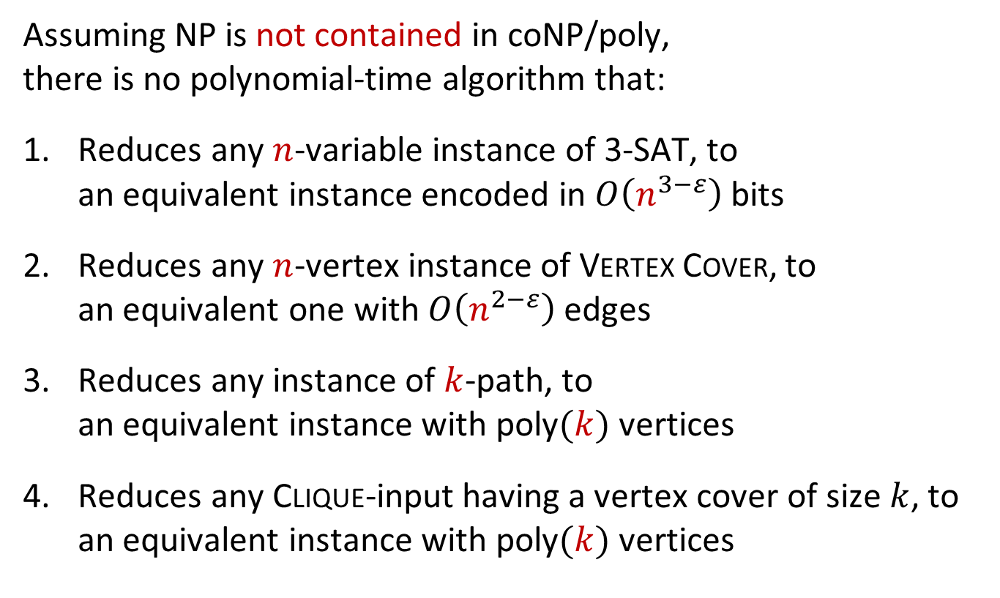 Assuming NP is not contained in coNP/poly,
there is no polynomial-time algorithm that:
1. Reduces any n-variable instance of 3-SAT, to
an equivalent instance encoded in O(n^{3−ε}) bits
2. Reduces any n-vertex instance of VERTEX COVER, to
an equivalent one with O(n^{2−ε}) edges
3. Reduces any instance of k-path, to
an equivalent instance with poly(k) vertices
4. Reduces any CLIQUE-input having a vertex cover of size k, to
an equivalent instance with poly(k) vertices